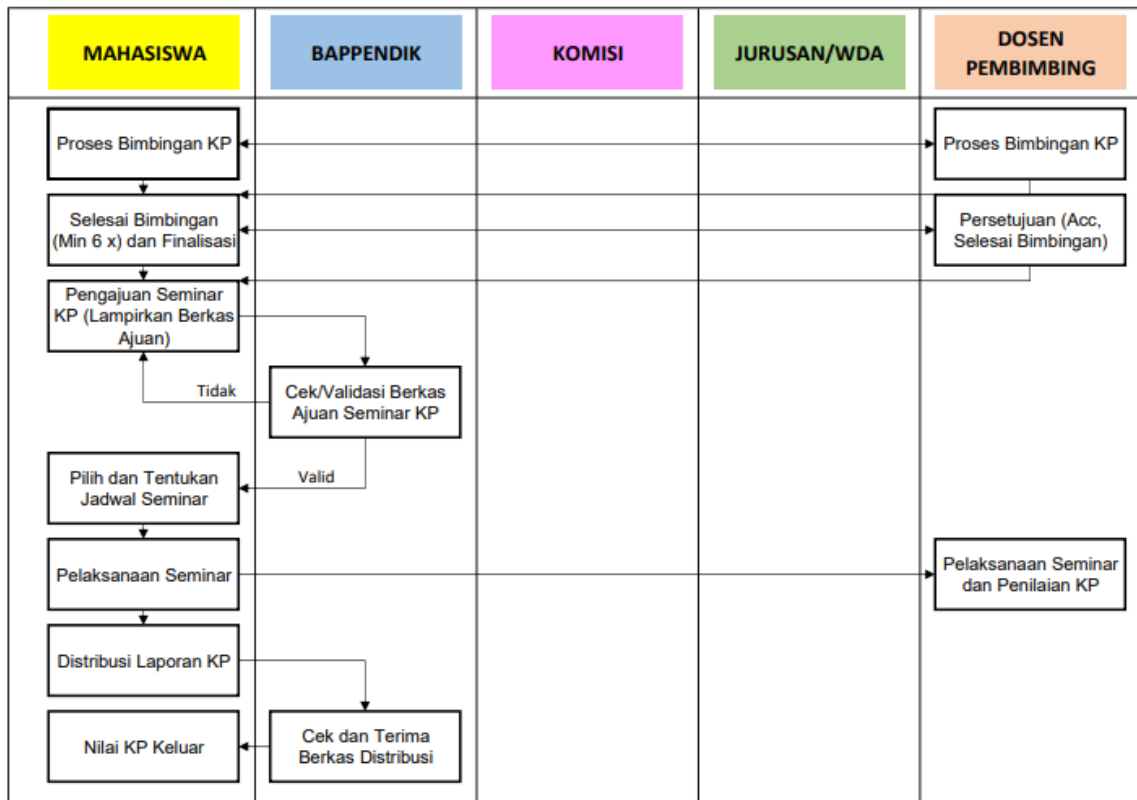 MAHASISWA
BAPPENDIK
KOMISI
JURUSAN/WDA
DOSEN
PEMBIMBING
Proses Bimbingan KP
Proses Bimbingan KP
Selesai Bimbingan
(Min 6 x) dan Finalisasi
Persetujuan (Acc,
Selesai Bimbingan)
Pengajuan Seminar
KP (Lampirkan Berkas
Ajuan)
Tidak
Cek/Validasi Berkas
Ajuan Seminar KP
Valid
Pilih dan Tentukan
Jadwal Seminar
Pelaksanaan Seminar
Pelaksanaan Seminar
dan Penilaian KP
Distribusi Laporan KP
Nilai KP Keluar
Cek dan Terima
Berkas Distribusi